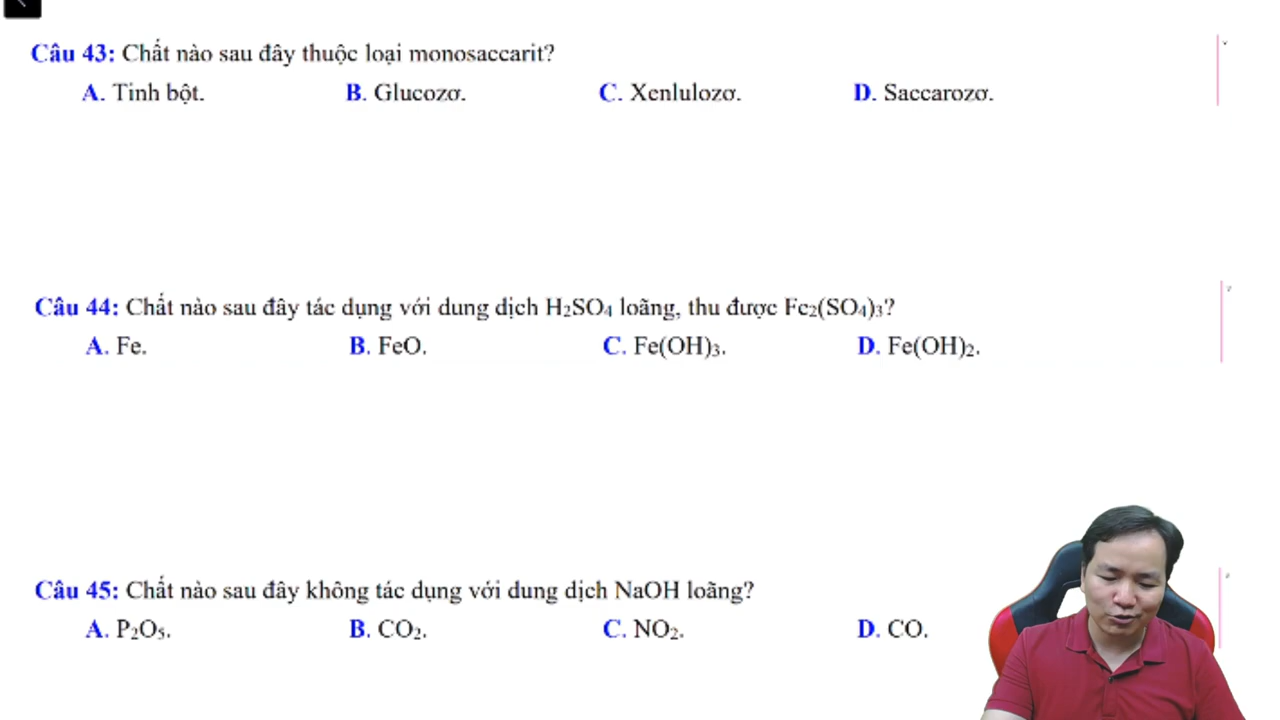 Câu 43: Chất nào sau đây thuộc loại monosaccarit?
A. Tinh bột. B. Glucozơ. C. Xenlulozơ. D. Saccarozơ.
Câu 44: Chất nào sau đây tác dụng với dung dịch H₂SO₄ loãng, thu được Fe₂(SO₄)₃?
A. Fe. B. FeO. C. Fe(OH)₃. D. Fe(OH)₂.
Câu 45: Chất nào sau đây không tác dụng với dung dịch NaOH loãng?
A. P₂O₅. B. CO₂. C. NO₂. D. CO.